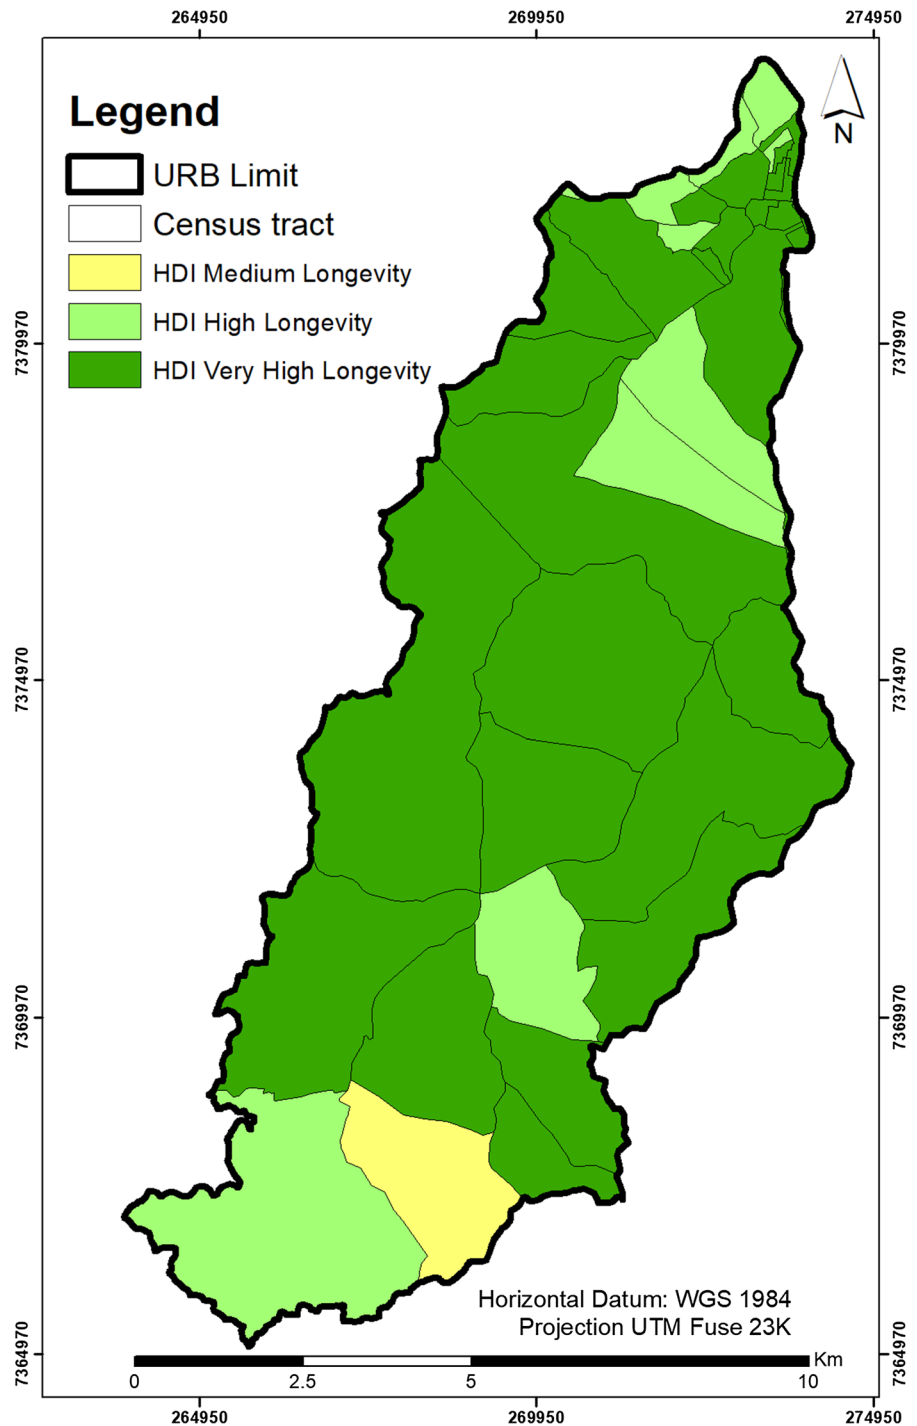 264950 269950 274950
Legend
N
URB Limit
Census tract
HDI Medium Longevity
HDI High Longevity
HDI Very High Longevity
7379970 7379970
7374970 7374970
7369970 7369970
7364970 7364970
Horizontal Datum: WGS 1984
Projection UTM Fuse 23K
Km
0 2.5 5 10
264950 269950 274950